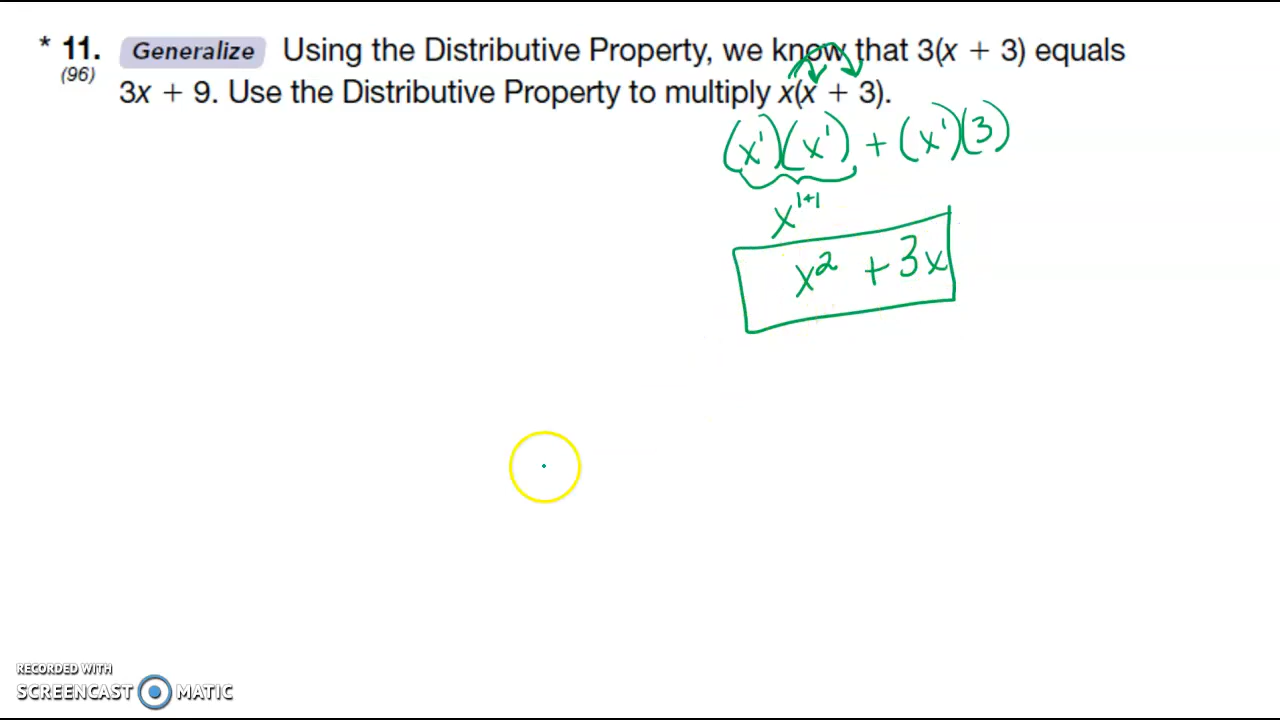 * 11. Generalize Using the Distributive Property, we know that 3(x + 3) equals
(96) 3x + 9. Use the Distributive Property to multiply x(x + 3).
(x¹)(x¹) + (x¹)(3)
x¹⁺¹
x² + 3x
RECORDED WITH
SCREENCAST MATIC